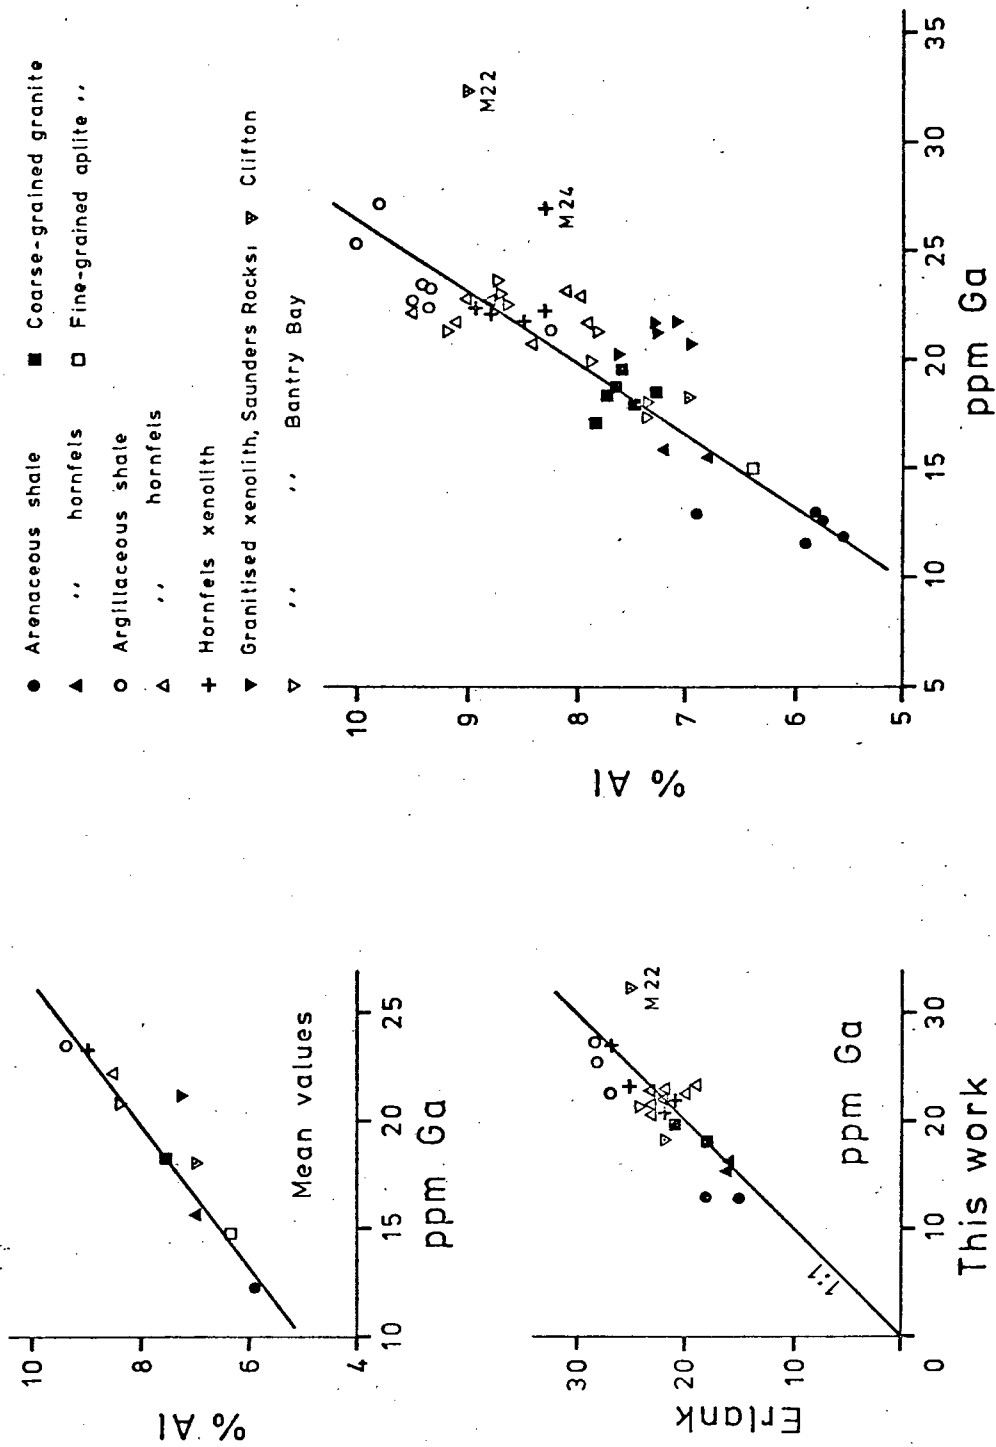 ● Arenaceous shale
■ Coarse-grained granite
▲ ,, hornfels
□ Fine-grained aplite ,,
○ Argillaceous shale
△ ,, hornfels
+ Hornfels xenolith
▼ Granitised xenolith, Saunders Rocks; ⩔ Clifton
▽ ,, ,, Bantry Bay
10
8
6
4
% Al
Mean values
10
15
20
25
ppm Ga
10
9
8
7
6
5
% Al
M22
M24
5
10
15
20
25
30
35
ppm Ga
30
20
10
Erlank
M22
1:1
ppm Ga
0
10
20
30
This work